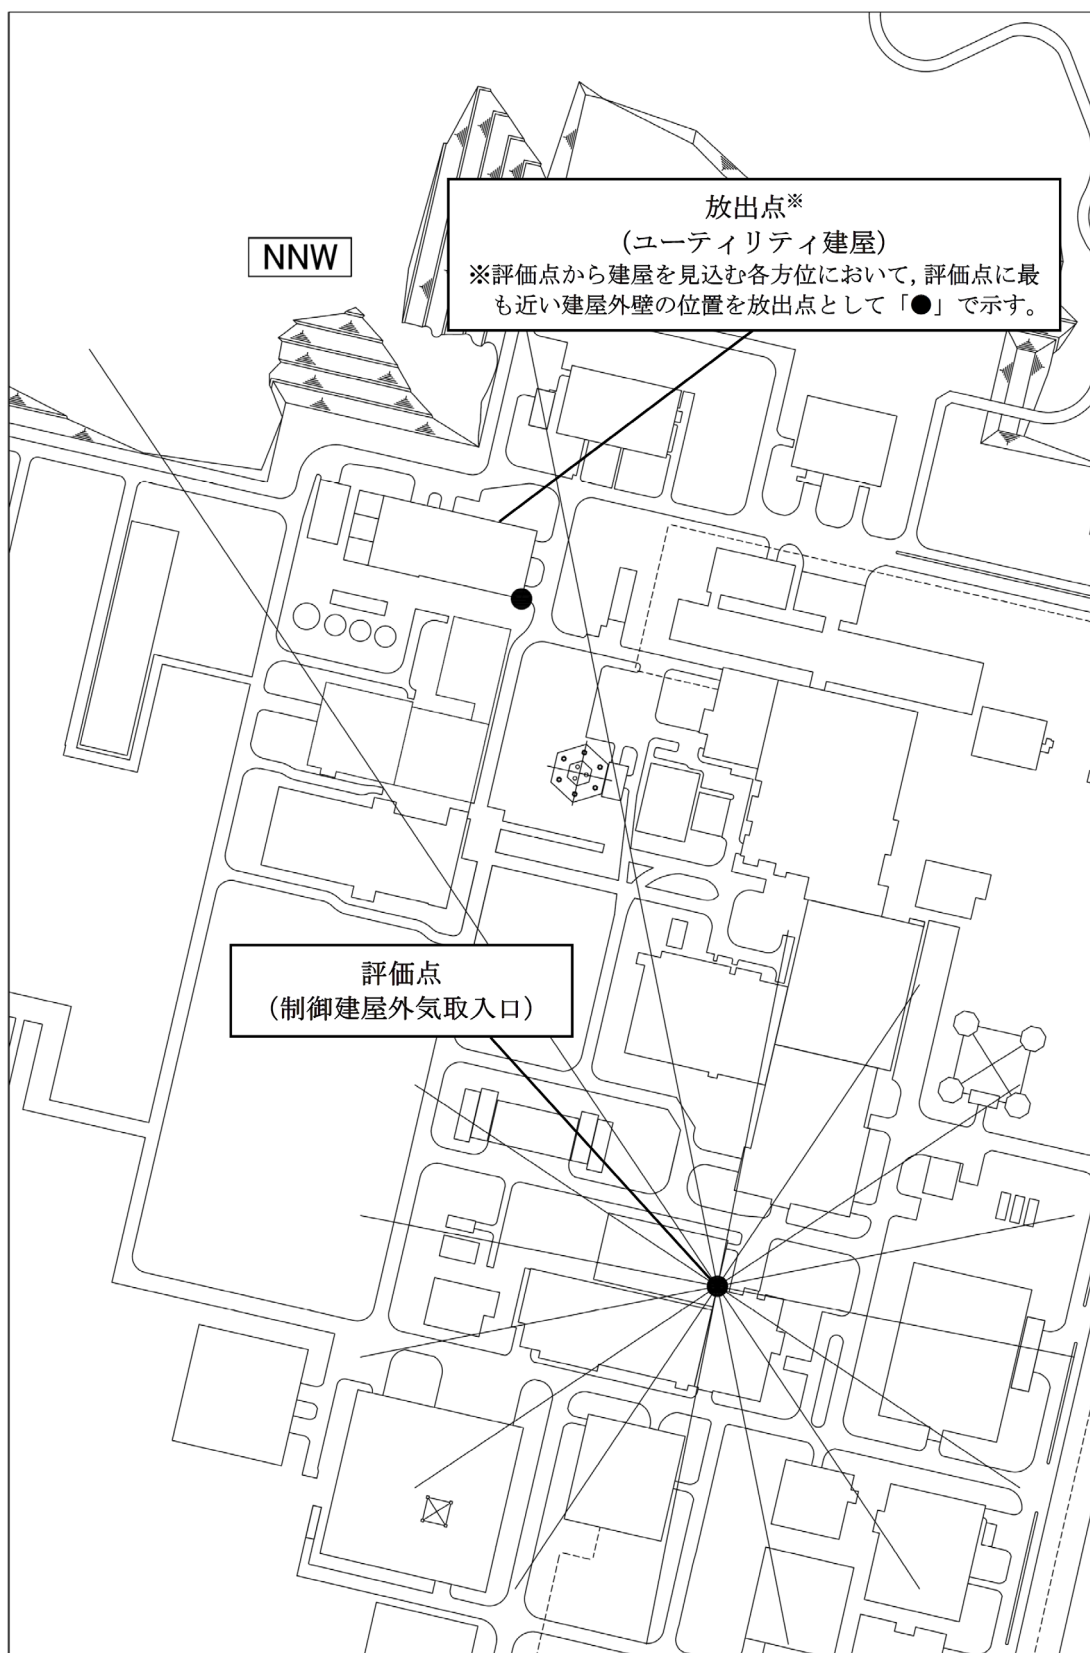 放出点※
(ユーティリティ建屋)
※評価点から建屋を見込む各方位において, 評価点に最
も近い建屋外壁の位置を放出点として「●」で示す。
NNW
評価点
(制御建屋外気取入口)